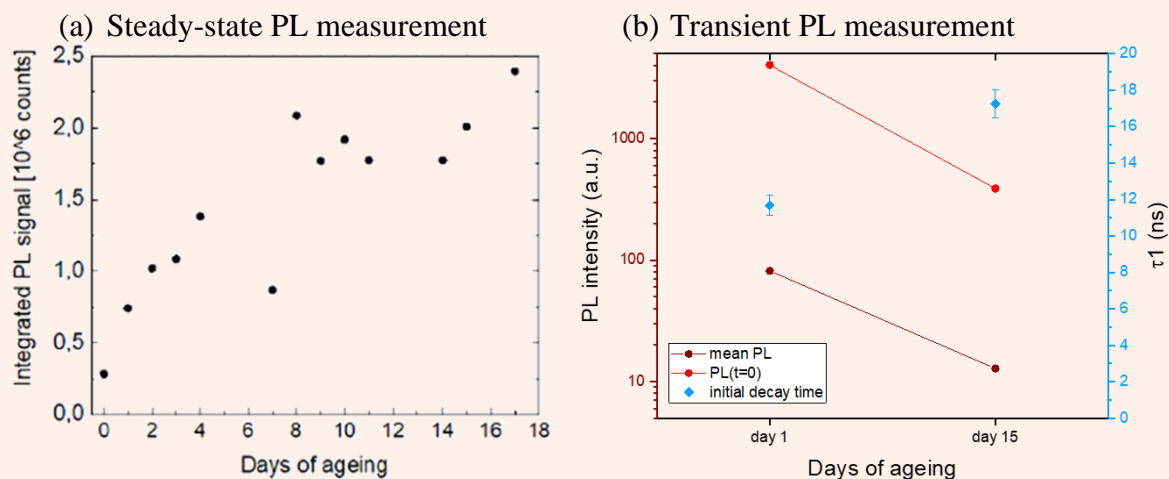 (a) Steady-state PL measurement
Integrated PL signal [10^6 counts]
2,5
2,0
1,5
1,0
0,5
0,0
0 2 4 6 8 10 12 14 16 18
Days of ageing
(b) Transient PL measurement
PL intensity (a.u.)
1000
100
10
mean PL
PL(t=0)
initial decay time
day 1 day 15
Days of ageing
20
18
16
14
12
10
8
6
4
2
0
τ1 (ns)